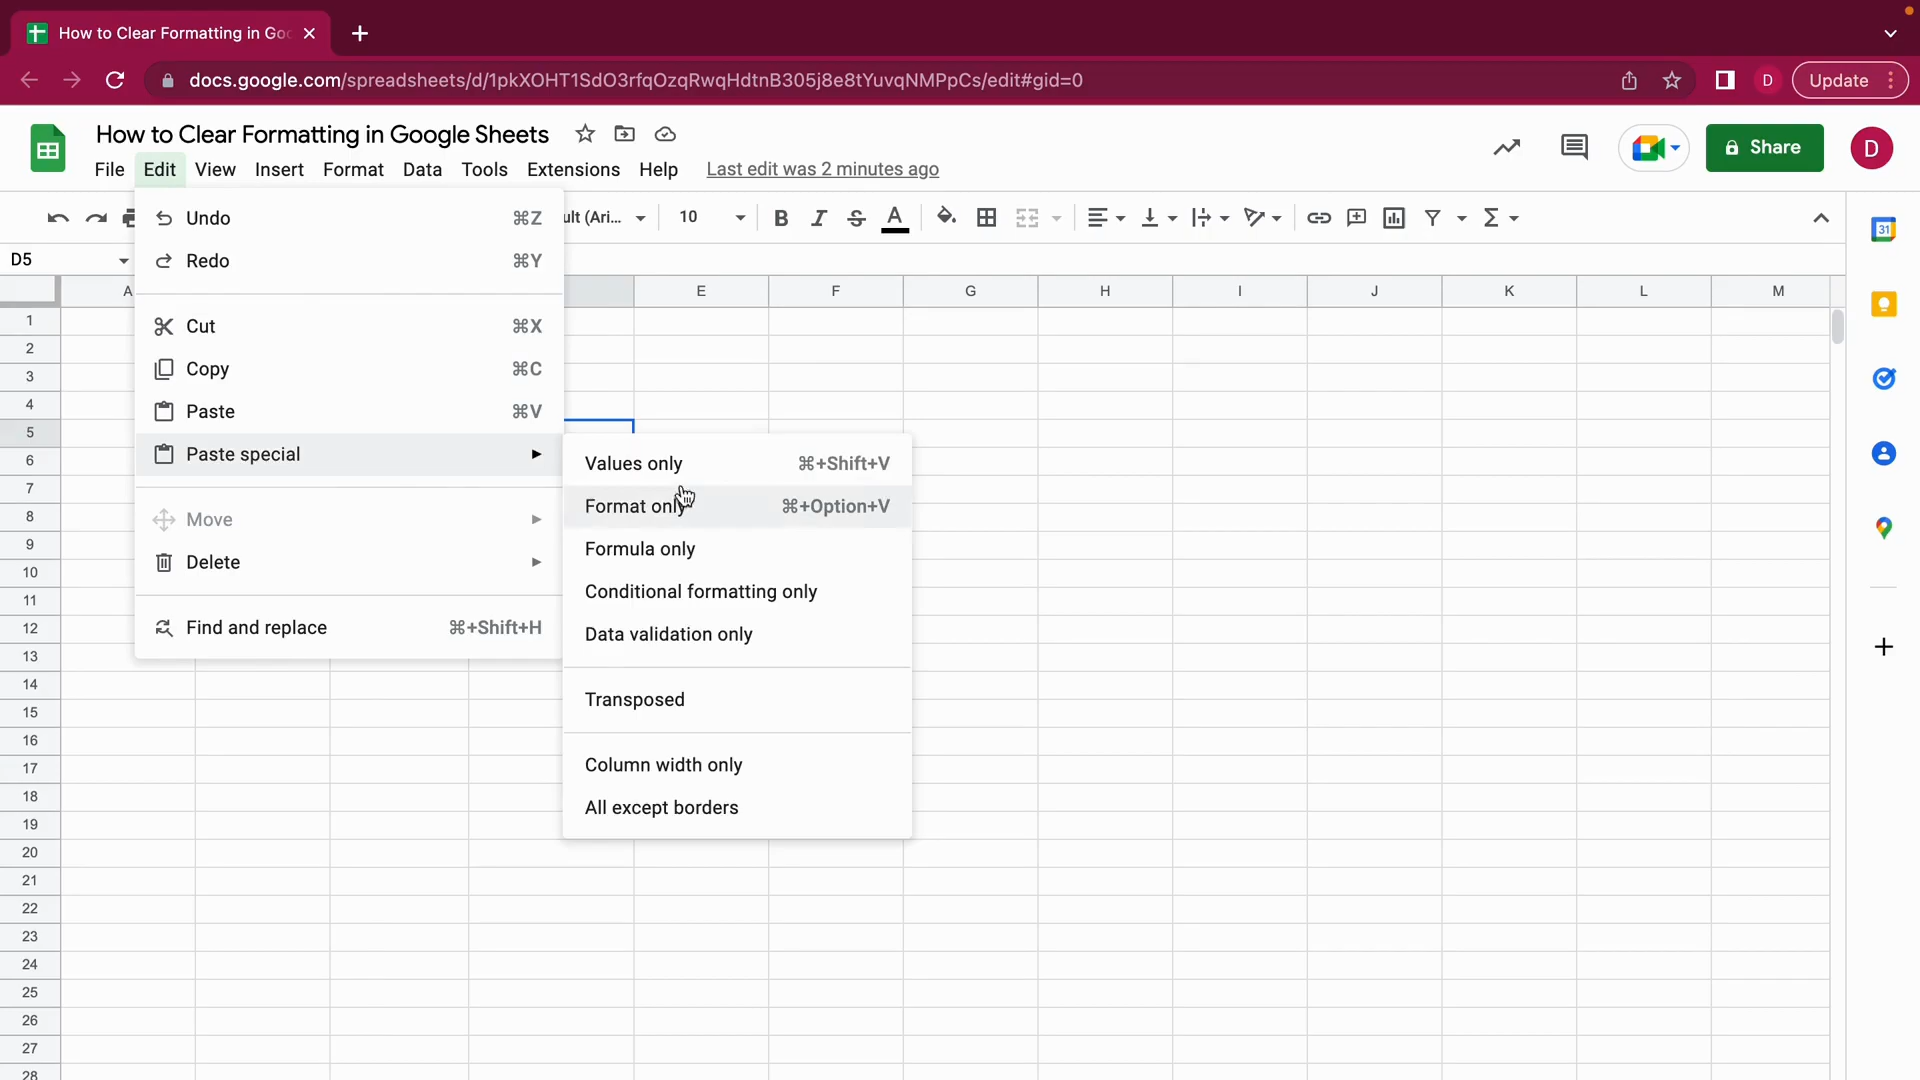 How to Clear Formatting in Goo
docs.google.com/spreadsheets/d/1pkXOHT1SdO3rfqOzqRwqHdtnB305j8e8tYuvqNMPpCs/edit#gid=0
D
Update
How to Clear Formatting in Google Sheets
Share
D
File Edit View Insert Format Data Tools Extensions Help Last edit was 2 minutes ago
Undo ⌘Z
ult (Ari... 10
B I S A
31
D5
Redo ⌘Y
A E F G H I J K L M
Cut ⌘X
Copy ⌘C
Paste ⌘V
Paste special
Values only ⌘+Shift+V
Format only ⌘+Option+V
Formula only
Conditional formatting only
Data validation only
Transposed
Column width only
All except borders
Move
Delete
Find and replace ⌘+Shift+H
1
2
3
4
5
6
7
8
9
10
11
12
13
14
15
16
17
18
19
20
21
22
23
24
25
26
27
28